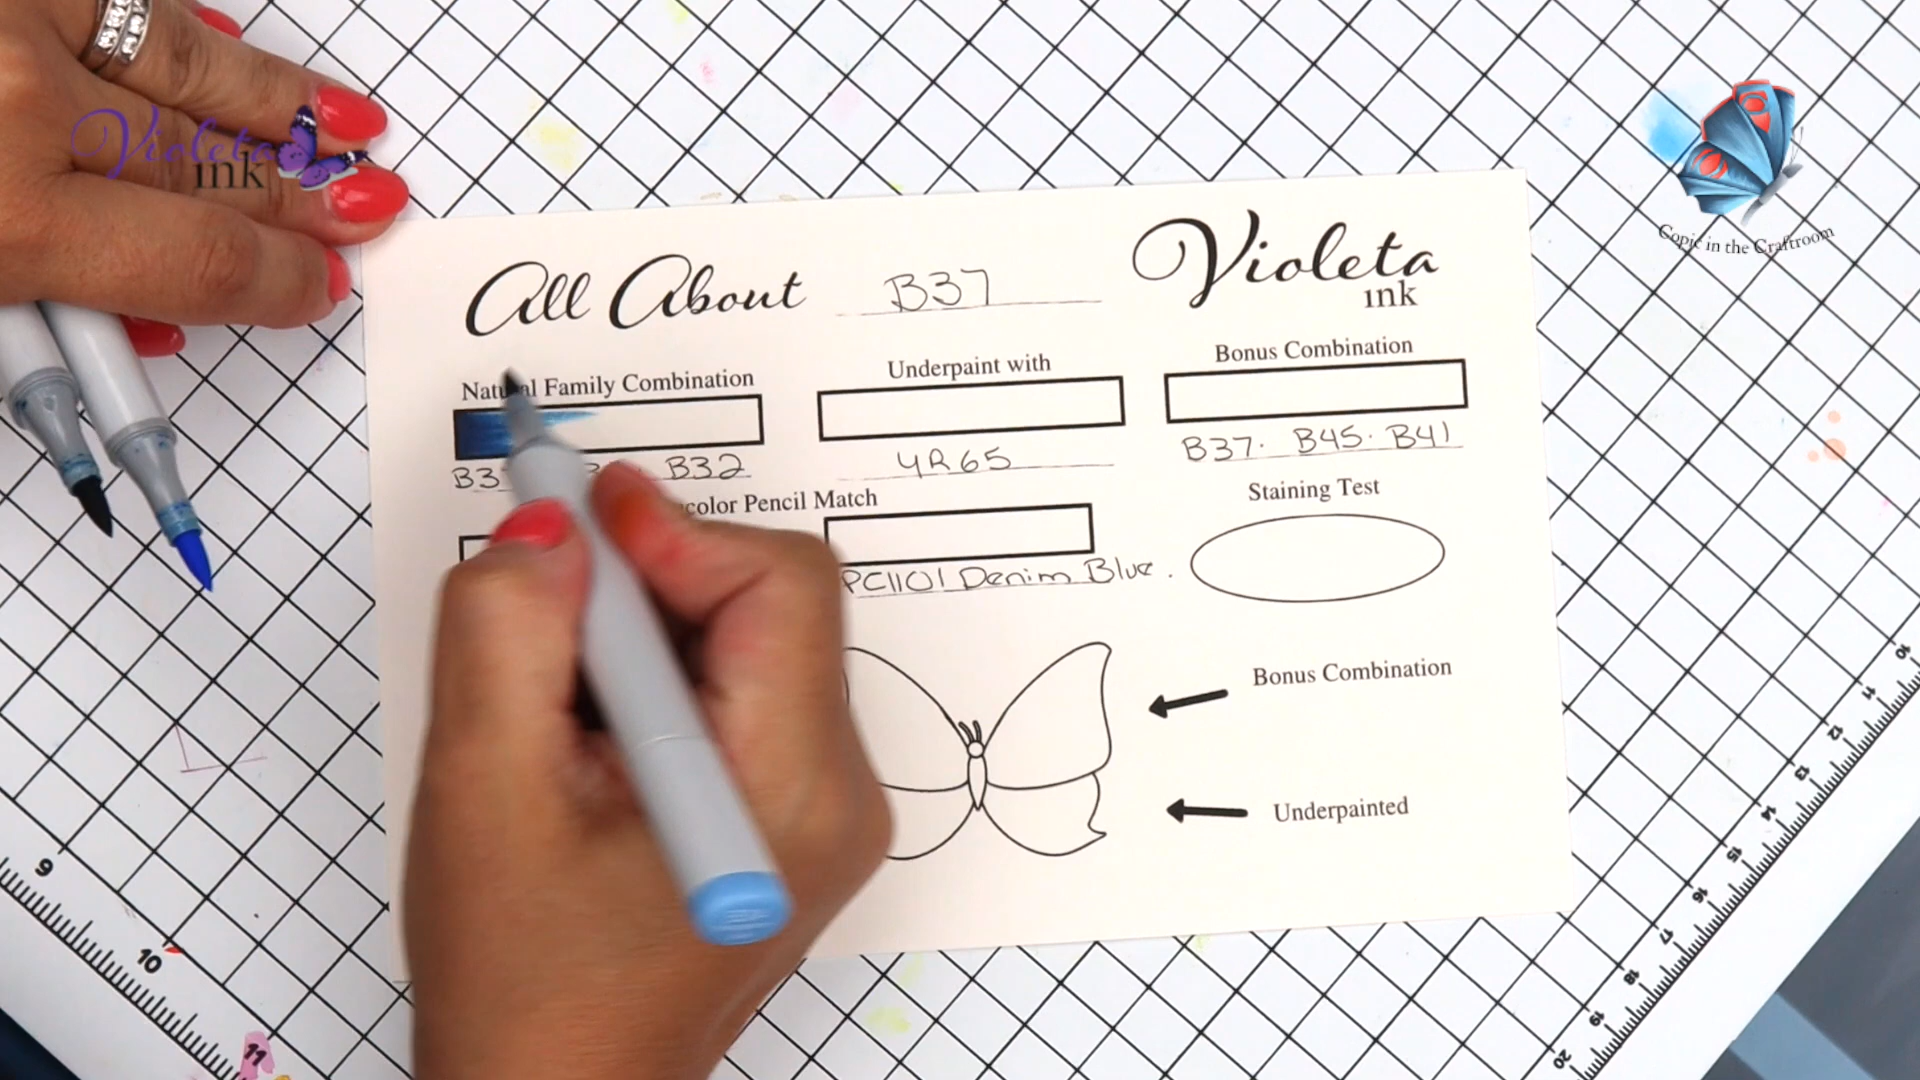 Violeta
ink
Copic in the Craftroom
All About B37
Violeta
ink
Natural Family Combination
Underpaint with
Bonus Combination
B32
YR65
B37. B45. B41
color Pencil Match
Staining Test
PC1101 Denim Blue.
Bonus Combination
Underpainted
9
10
11
10
11
12
13
14
15
16
17
18
19
20